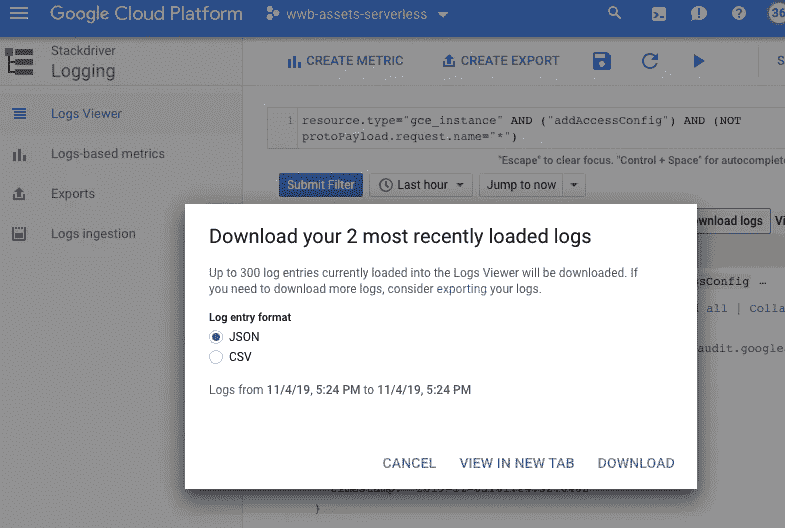 Google Cloud Platform
wwb-assets-serverless
36
Stackdriver
Logging
CREATE METRIC
CREATE EXPORT
S
Logs Viewer
Logs-based metrics
Exports
Logs ingestion
1 resource.type="gce_instance" AND ("addAccessConfig") AND (NOT
protoPayload.request.name="*")
"Escape" to clear focus. "Control + Space" for autocomplete
Submit Filter
Last hour
Jump to now
wnload logs
Vi
Download your 2 most recently loaded logs
Up to 300 log entries currently loaded into the Logs Viewer will be downloaded. If
you need to download more logs, consider exporting your logs.
Log entry format
JSON
CSV
Logs from 11/4/19, 5:24 PM to 11/4/19, 5:24 PM
CANCEL
VIEW IN NEW TAB
DOWNLOAD
ssConfig …
d all | Colla
audit.google
}